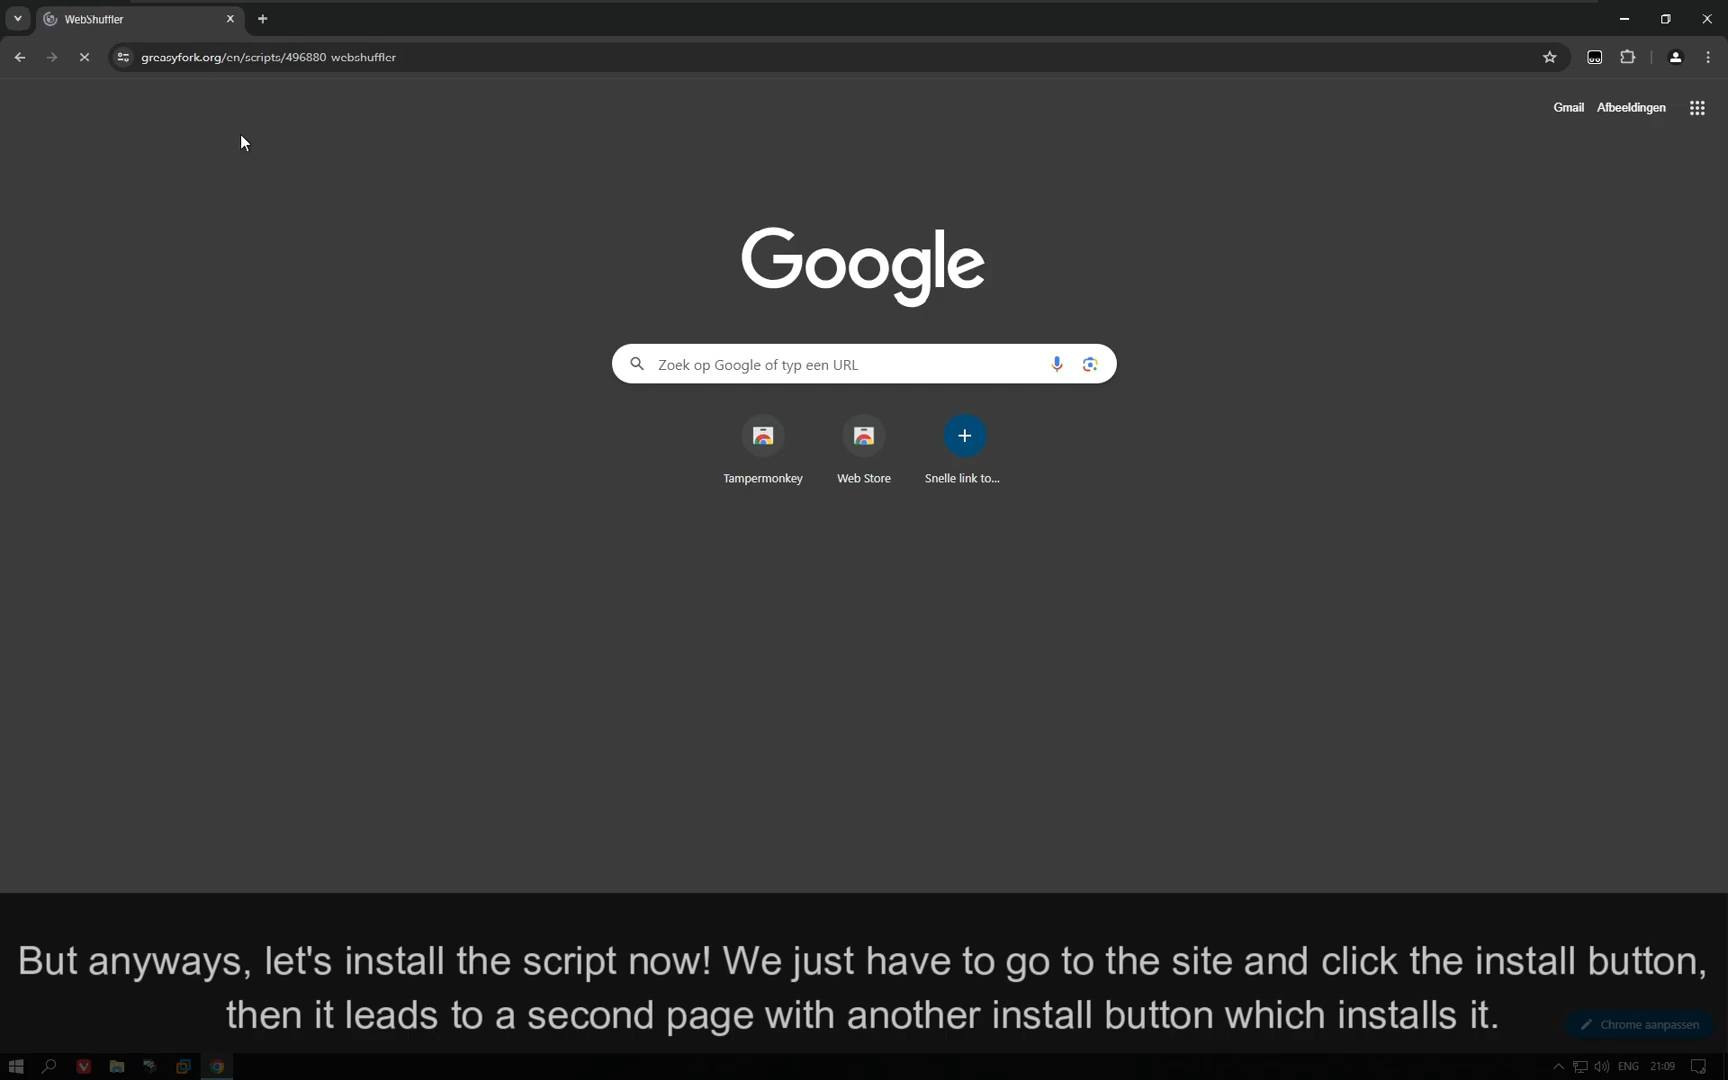 WebShuffler
greasyfork.org/en/scripts/496880-webshuffler
Gmail Afbeeldingen
Google
Zoek op Google of typ een URL
Tampermonkey Web Store Snelle link to...
But anyways, let's install the script now! We just have to go to the site and click the install button,
then it leads to a second page with another install button which installs it.
Chrome aanpassen
ENG 21:09